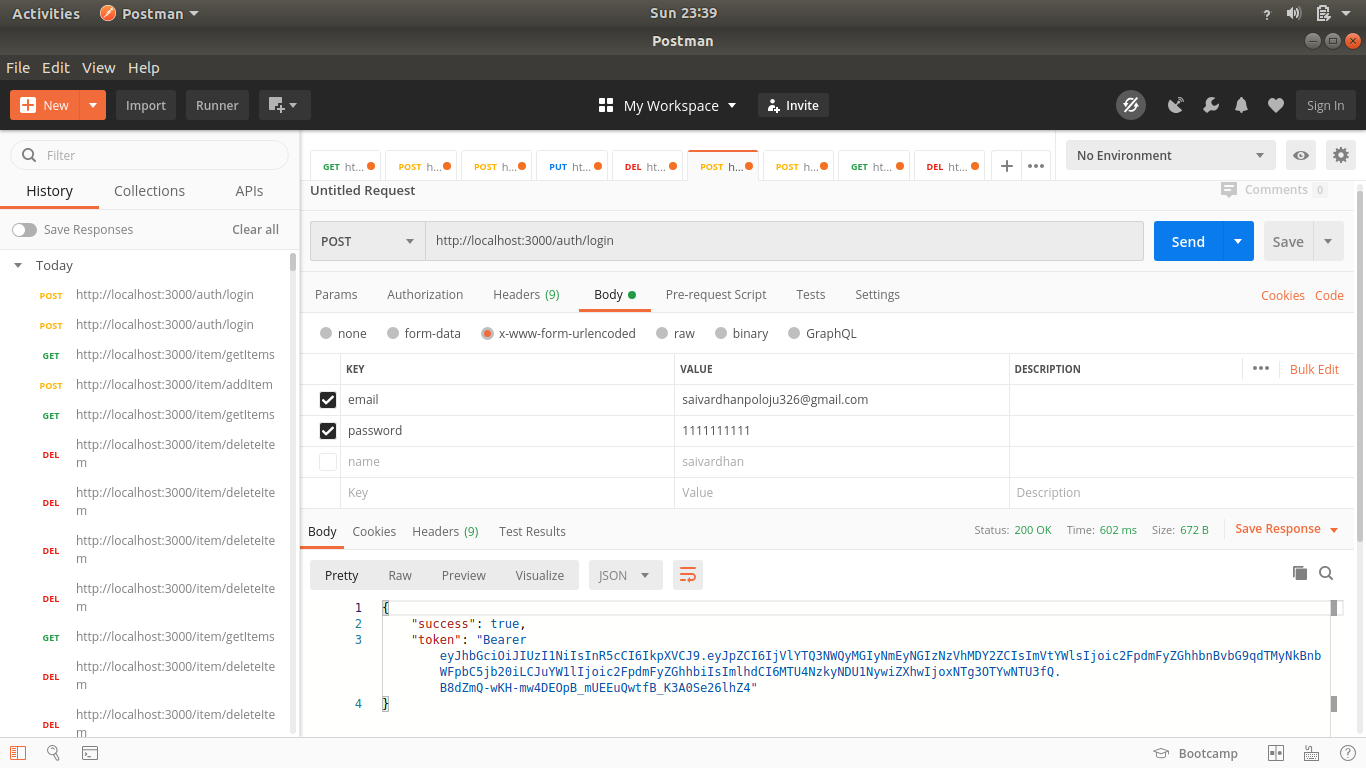 Activities Postman Sun 23:39
Postman
File Edit View Help
New Import Runner My Workspace Invite Sign In
Filter
History Collections APIs
Save Responses Clear all
Today
POST http://localhost:3000/auth/login
POST http://localhost:3000/auth/login
GET http://localhost:3000/item/getItems
POST http://localhost:3000/item/addItem
GET http://localhost:3000/item/getItems
DEL http://localhost:3000/item/deleteIte
m
DEL http://localhost:3000/item/deleteIte
m
DEL http://localhost:3000/item/deleteIte
m
DEL http://localhost:3000/item/deleteIte
m
GET http://localhost:3000/item/getItems
DEL http://localhost:3000/item/deleteIte
m
DEL http://localhost:3000/item/deleteIte
m
GET ht... POST h... POST h... PUT ht... DEL ht... POST h... POST h... GET ht... DEL ht... No Environment
Untitled Request Comments 0
POST http://localhost:3000/auth/login Send Save
Params Authorization Headers (9) Body Pre-request Script Tests Settings Cookies Code
none form-data x-www-form-urlencoded raw binary GraphQL
KEY VALUE DESCRIPTION ••• Bulk Edit
email saivardhanpoloju326@gmail.com
password 1111111111
name saivardhan
Key Value Description
Body Cookies Headers (9) Test Results Status: 200 OK Time: 602 ms Size: 672 B Save Response
Pretty Raw Preview Visualize JSON
1 {
2 "success": true,
3 "token": "Bearer
eyJhbGciOiJIUzI1NiIsInR5cCI6IkpXVCJ9.eyJpZCI6IjVlYTQ3NWQyMGIyNmEyNGIzNzVhMDY2ZCIsImVtYWlsIjoic2FpdmFyZGhhbnBvbG9qdTMyNkBnb
WFpbC5jb20iLCJuYW1lIjoic2FpdmFyZGhhbiIsImlhdCI6MTU4NzkyNDU1NywiZXhwIjoxNTg3OTYwNTU3fQ.
B8dZmQ-wKH-mw4DEOpB_mUEEuQwtfB_K3A0Se26lhZ4"
4 }
Bootcamp